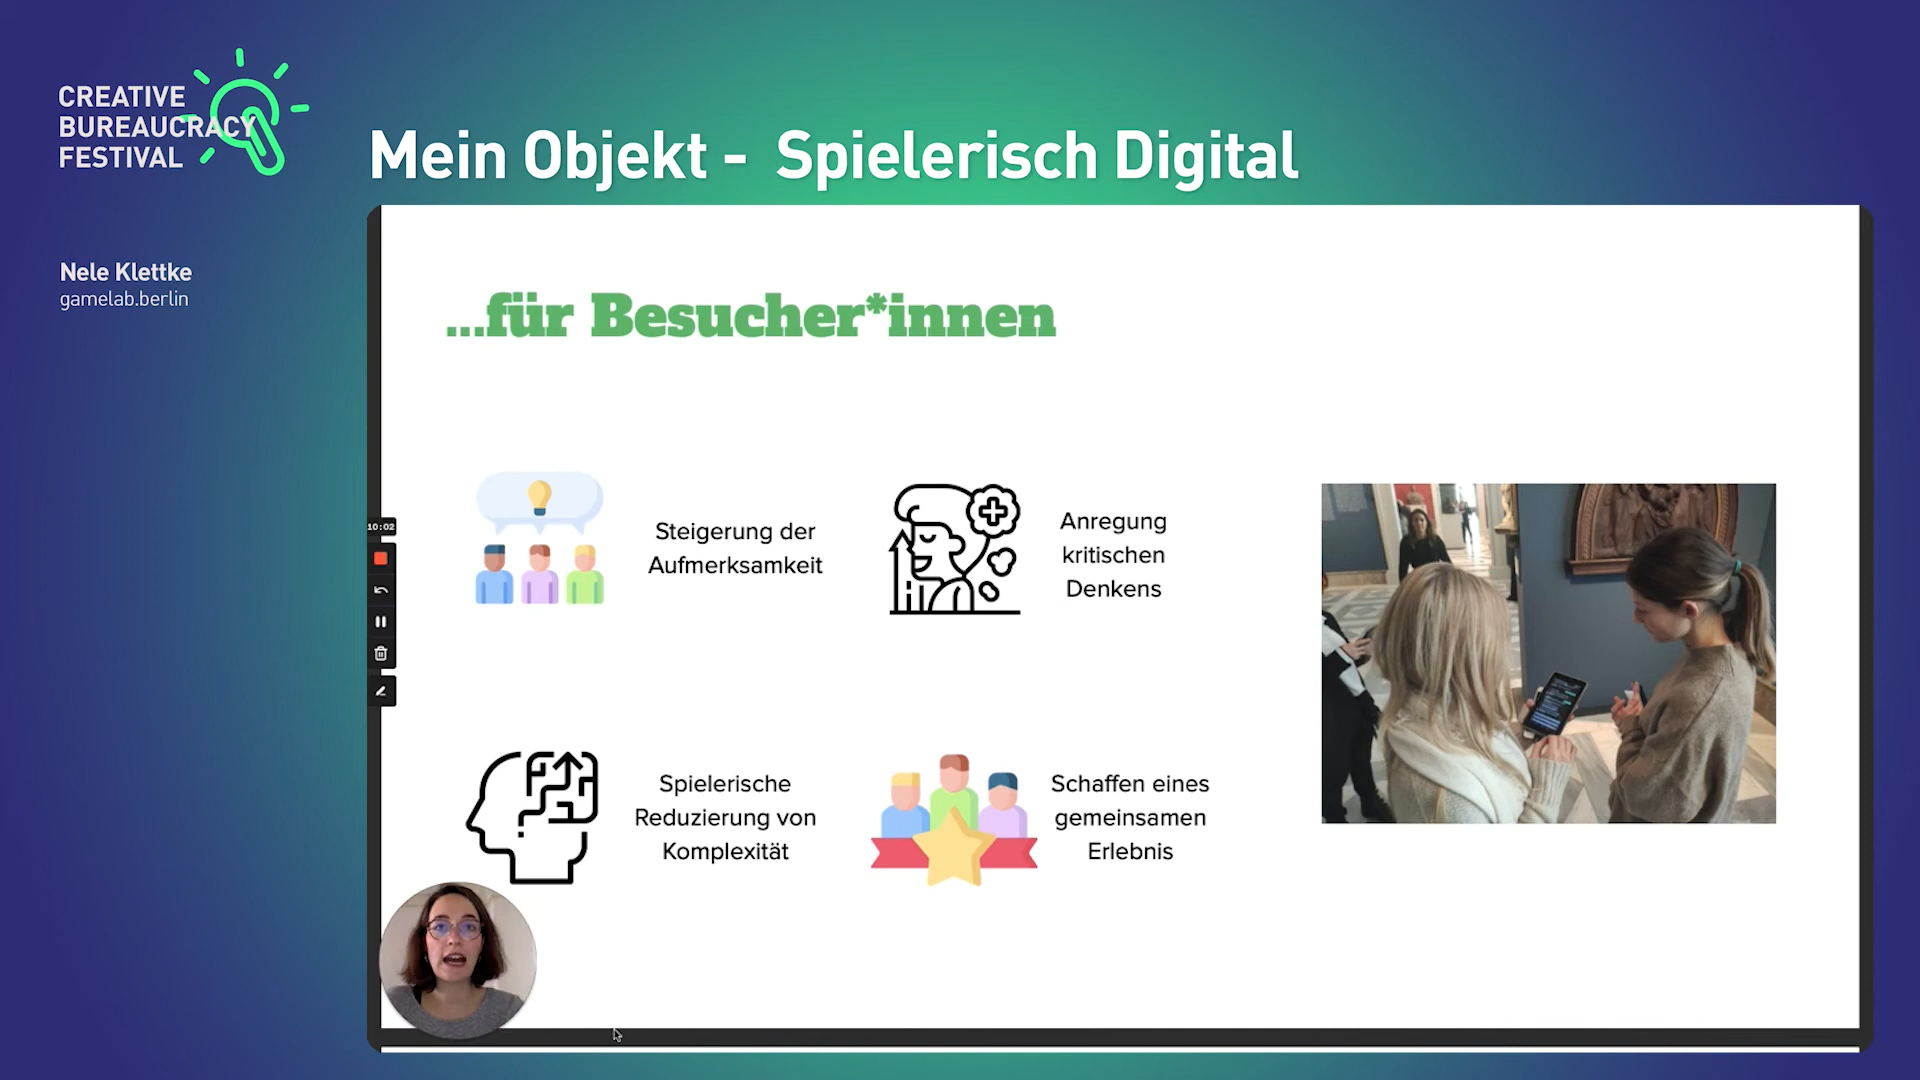 CREATIVE
BUREAUCRACY
FESTIVAL
Mein Objekt - Spielerisch Digital
Nele Klettke
gamelab.berlin
...für Besucher*innen
10:02
Steigerung der
Aufmerksamkeit
Anregung
kritischen
Denkens
Spielerische
Reduzierung von
Komplexität
Schaffen eines
gemeinsamen
Erlebnis